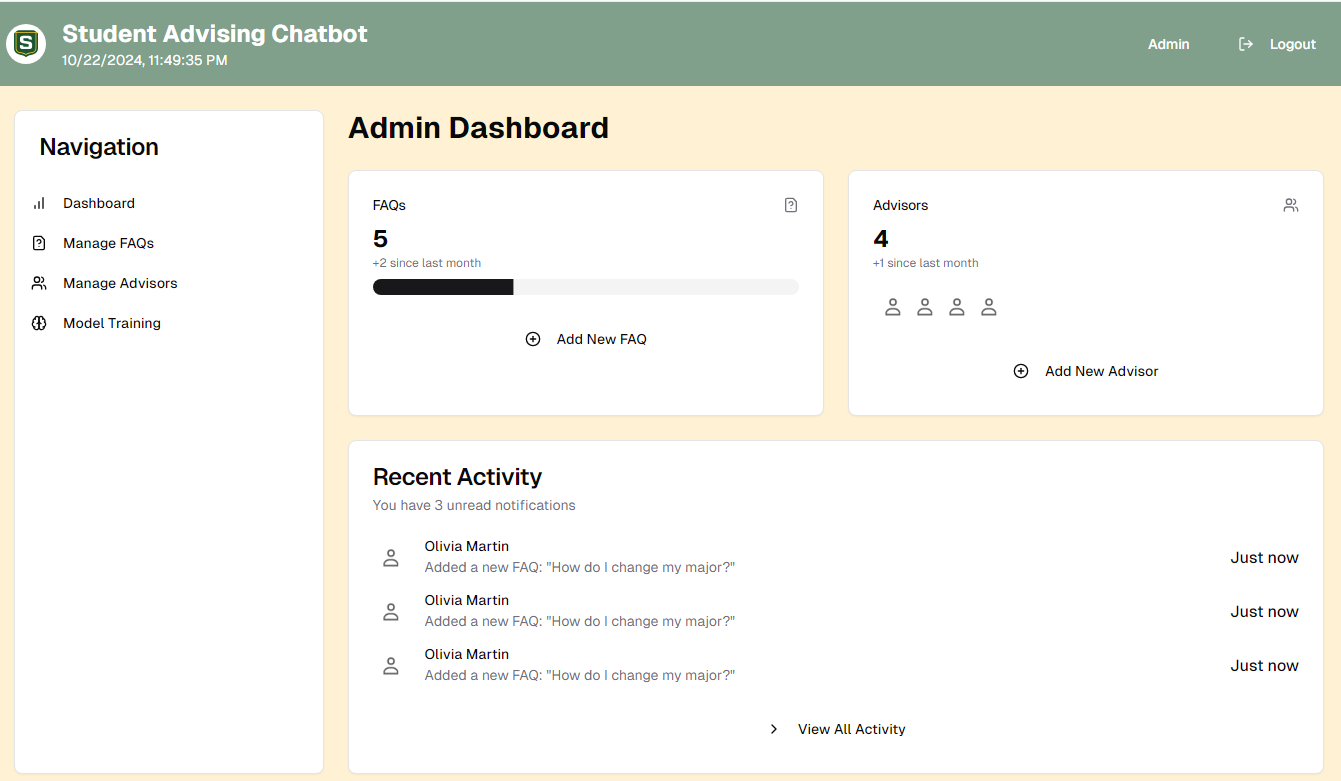 S
Student Advising Chatbot
10/22/2024, 11:49:35 PM
Admin
Logout
Navigation
Dashboard
Manage FAQs
Manage Advisors
Model Training
Admin Dashboard
FAQs
5
+2 since last month
Add New FAQ
Advisors
4
+1 since last month
Add New Advisor
Recent Activity
You have 3 unread notifications
Olivia Martin
Added a new FAQ: "How do I change my major?"
Just now
Olivia Martin
Added a new FAQ: "How do I change my major?"
Just now
Olivia Martin
Added a new FAQ: "How do I change my major?"
Just now
View All Activity